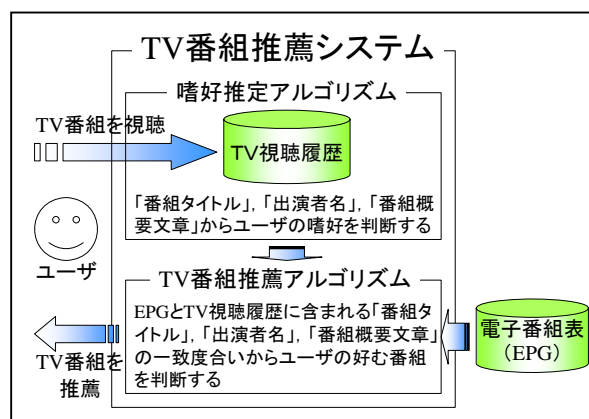 TV番組推薦システム
嗜好推定アルゴリズム
TV番組を視聴
TV視聴履歴
「番組タイトル」,「出演者名」,「番組概
要文章」からユーザの嗜好を判断する
ユーザ
TV番組推薦アルゴリズム
EPGとTV視聴履歴に含まれる「番組タ
イトル」,「出演者名」,「番組概要文章」
の一致度合いからユーザの好む番組
を判断する
TV番組を
推薦
電子番組表
（EPG）